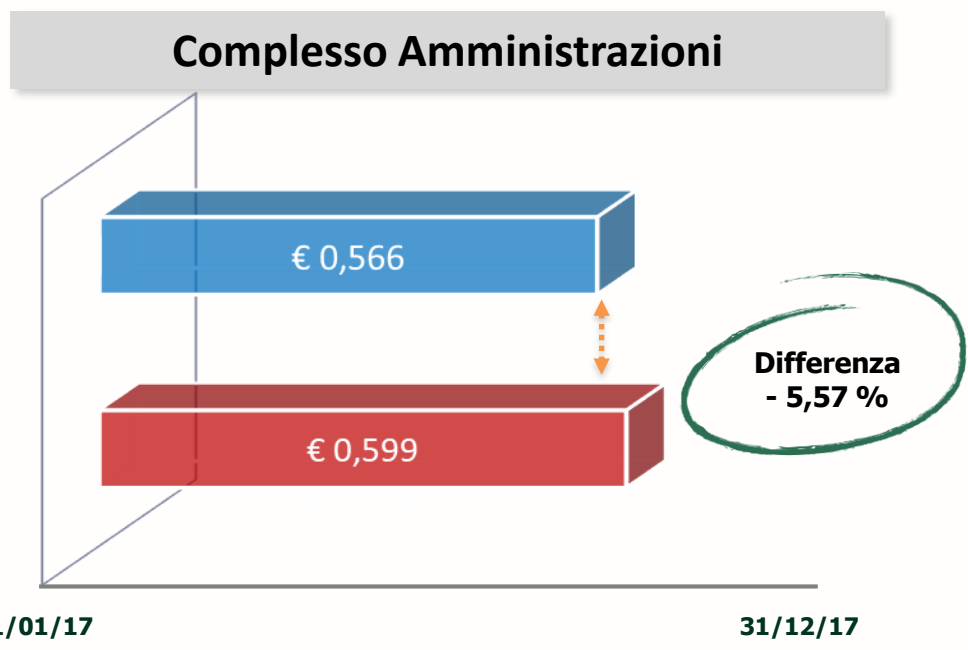 Complesso Amministrazioni
€ 0,566
Differenza
- 5,57 %
€ 0,599
/01/17
31/12/17